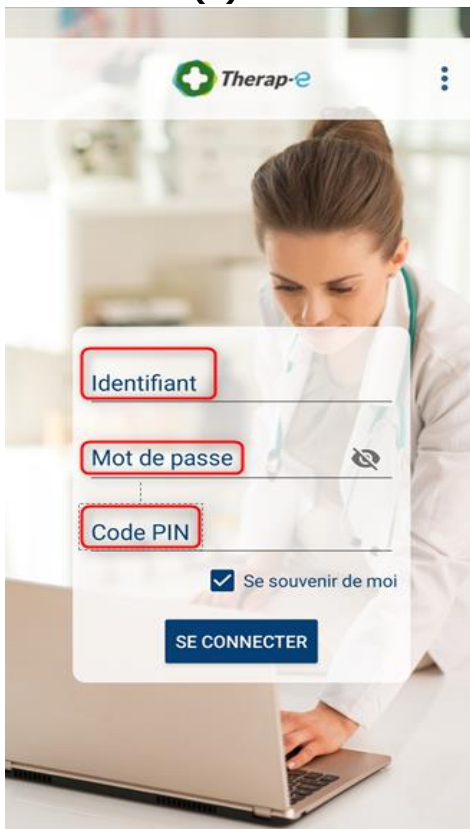 Therap-e
Identifiant
Mot de passe
Code PIN
Se souvenir de moi
SE CONNECTER